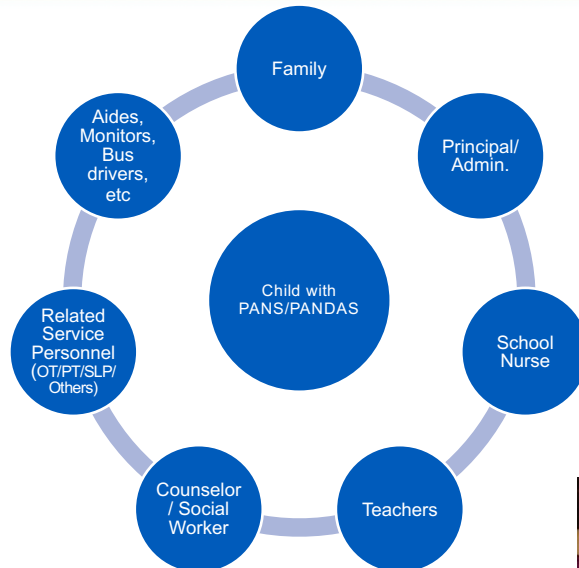 Family
Principal/
Admin.
School
Nurse
Teachers
Counselor
/ Social
Worker
Related
Service
Personnel
(OT/PT/SLP/
Others)
Aides,
Monitors,
Bus
drivers,
etc
Child with
PANS/PANDAS